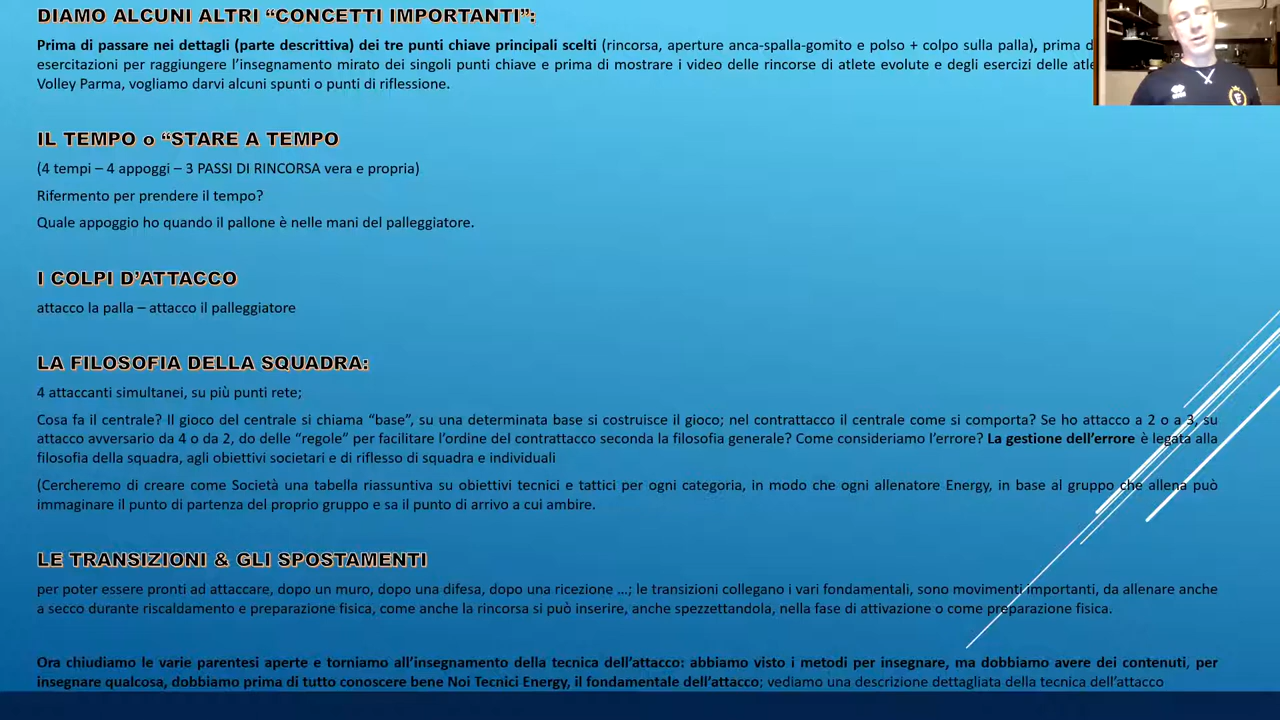 DIAMO ALCUNI ALTRI “CONCETTI IMPORTANTI”:
Prima di passare nei dettagli (parte descrittiva) dei tre punti chiave principali scelti (rincorsa, aperture anca-spalla-gomito e polso + colpo sulla palla), prima
esercitazioni per raggiungere l’insegnamento mirato dei singoli punti chiave e prima di mostrare i video delle rincorse di atlete evolute e degli esercizi delle
Volley Parma, vogliamo darvi alcuni spunti o punti di riflessione.
IL TEMPO o “STARE A TEMPO
(4 tempi – 4 appoggi – 3 PASSI DI RINCORSA vera e propria)
Rifermento per prendere il tempo?
Quale appoggio ho quando il pallone è nelle mani del palleggiatore.
I COLPI D’ATTACCO
attacco la palla – attacco il palleggiatore
LA FILOSOFIA DELLA SQUADRA:
4 attaccanti simultanei, su più punti rete;
Cosa fa il centrale? Il gioco del centrale si chiama “base”, su una determinata base si costruisce il gioco; nel contrattacco il centrale come si comporta? Se ho attacco a 2 o a 3, su
attacco avversario da 4 o da 2, do delle “regole” per facilitare l’ordine del contrattacco seconda la filosofia generale? Come consideriamo l’errore? La gestione dell’errore è legata alla
filosofia della squadra, agli obiettivi societari e di riflesso di squadra e individuali
(Cercheremo di creare come Società una tabella riassuntiva su obiettivi tecnici e tattici per ogni categoria, in modo che ogni allenatore Energy, in base al gruppo che allena può
immaginare il punto di partenza del proprio gruppo e sa il punto di arrivo a cui ambire.
LE TRANSIZIONI & GLI SPOSTAMENTI
per poter essere pronti ad attaccare, dopo un muro, dopo una difesa, dopo una ricezione …; le transizioni collegano i vari fondamentali, sono movimenti importanti, da allenare anche
a secco durante riscaldamento e preparazione fisica, come anche la rincorsa si può inserire, anche spezzettandola, nella fase di attivazione o come preparazione fisica.
Ora chiudiamo le varie parentesi aperte e torniamo all’insegnamento della tecnica dell’attacco: abbiamo visto i metodi per insegnare, ma dobbiamo avere dei contenuti, per
insegnare qualcosa, dobbiamo prima di tutto conoscere bene Noi Tecnici Energy, il fondamentale dell’attacco; vediamo una descrizione dettagliata della tecnica dell’attacco